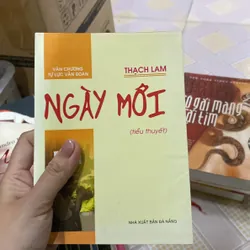 VĂN CHƯƠNG
TỰ LỰC VĂN ĐOÀN
THẠCH LAM
NGÀY MỚI
(tiểu thuyết)
NHÀ XUẤT BẢN ĐÀ NẴNG